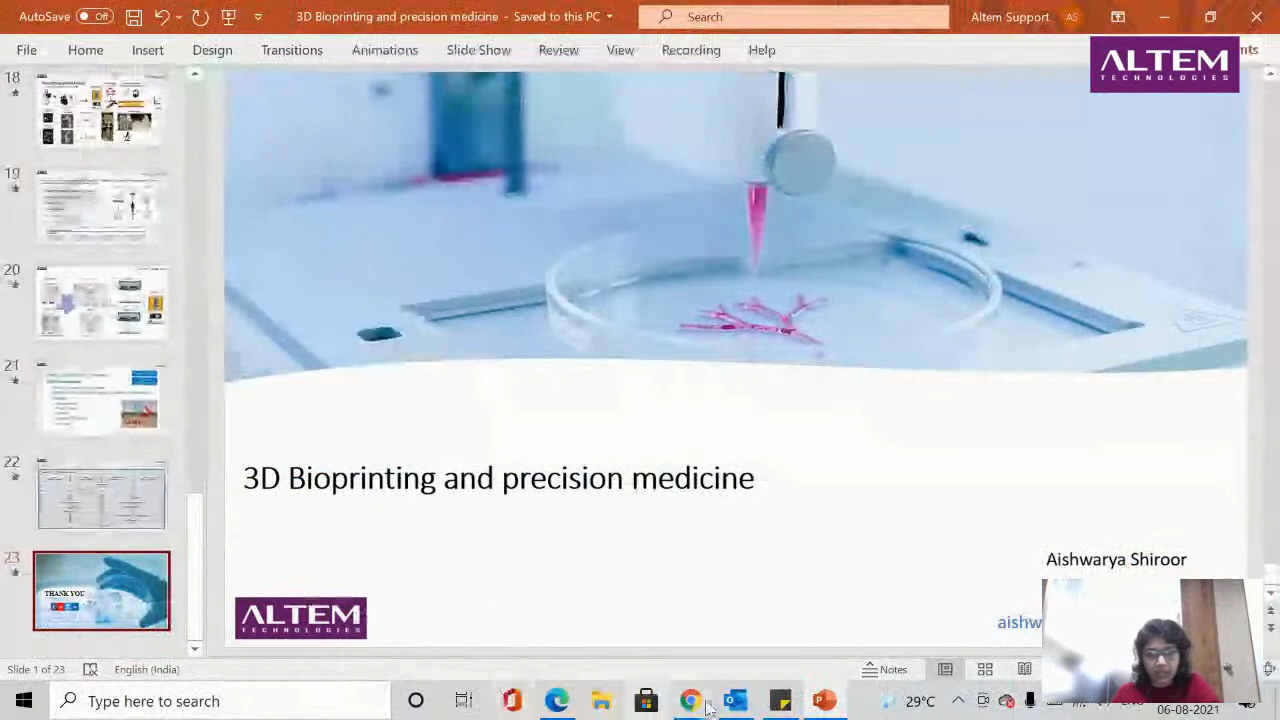 AutoSave Off 3D Bioprinting and precision medicine - Saved to this PC Search Altem Support AS
File Home Insert Design Transitions Animations Slide Show Review View Recording Help
ALTEM
TECHNOLOGIES
18
19
20
21
22
23
THANK YOU
3D Bioprinting and precision medicine
Aishwarya Shiroor
aishw
ALTEM
TECHNOLOGIES
Slide 1 of 23 English (India) Notes
Type here to search 29°C
06-08-2021